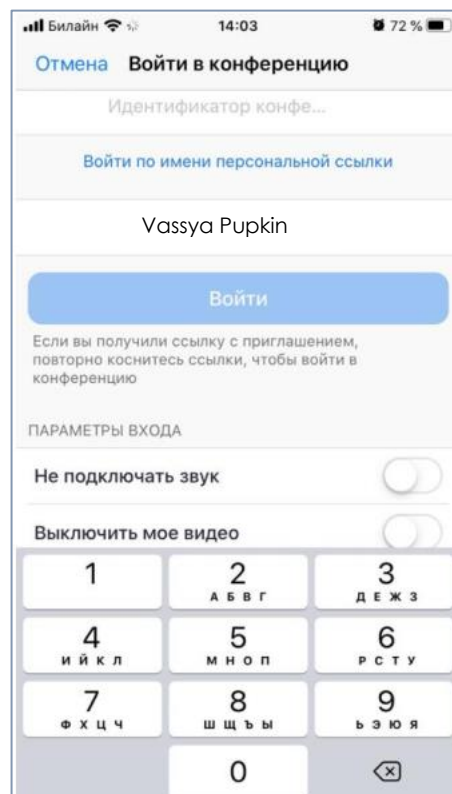 Билайн 14:03 72 %
Отмена Войти в конференцию
Идентификатор конфе...
Войти по имени персональной ссылки
Vassya Pupkin
Войти
Если вы получили ссылку с приглашением,
повторно коснитесь ссылки, чтобы войти в
конференцию
ПАРАМЕТРЫ ВХОДА
Не подключать звук
Выключить мое видео
1 2 3
А Б В Г Д Е Ж З
4 5 6
И Й К Л М Н О П Р С Т У
7 8 9
Ф Х Ц Ч Ш Щ Ъ Ы Ь Э Ю Я
0